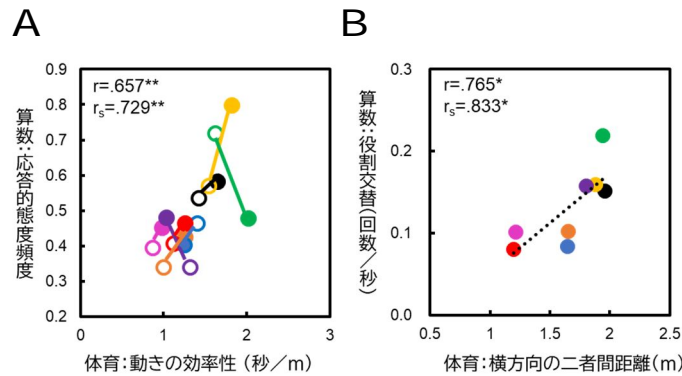 A
r=.657**
rs=.729**
算数:応答的態度頻度
0.9
0.8
0.7
0.6
0.5
0.4
0.3
0.2
0
1
2
3
体育:動きの効率性(秒/m)
B
r=.765*
rs=.833*
算数:役割交替(回数/秒)
0.3
0.2
0.1
0.0
0.5
1
1.5
2
2.5
体育:横方向の二者間距離(m)